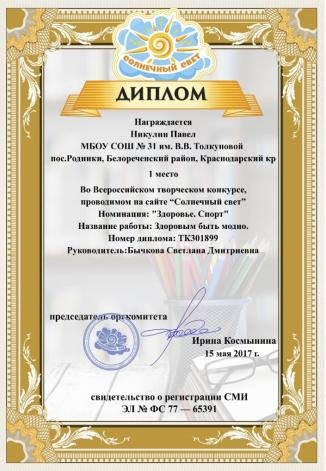 СОЛНЕЧНЫЙ СВЕТ
ДИПЛОМ
Награждается
Никулин Павел
МБОУ СОШ № 31 им. В.В. Толкуновой
пос.Родники, Белореченский район, Краснодарский кр
1 место
Во Всероссийском творческом конкурсе,
проводимом на сайте “Солнечный свет”
Номинация: "Здоровье. Спорт"
Название работы: Здоровым быть модно.
Номер диплома: ТК301899
Руководитель:Бычкова Светлана Дмитриевна
председатель оргкомитета
Ирина Космынина
15 мая 2017 г.
свидетельство о регистрации СМИ
ЭЛ № ФС 77 — 65391